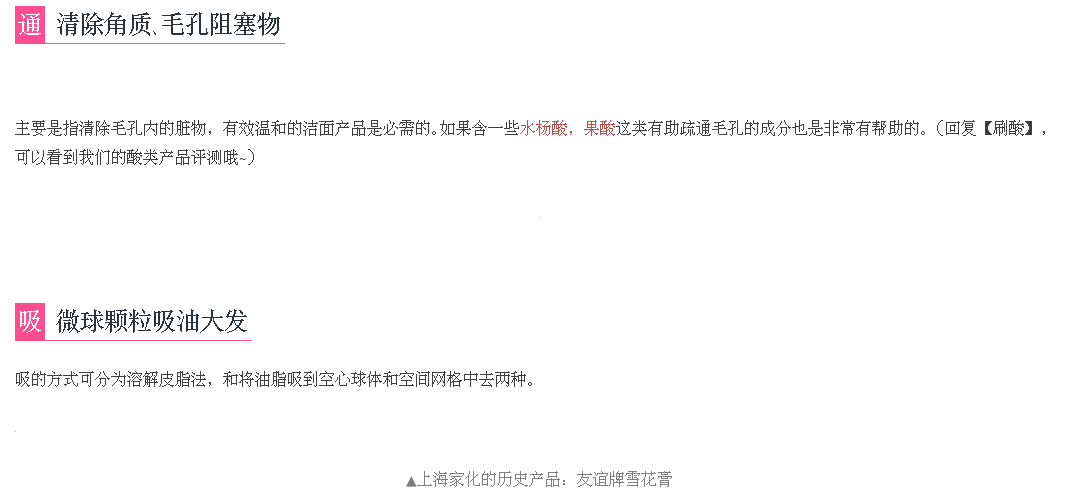 通 清除角质、毛孔阻塞物
主要是指清除毛孔内的脏物，有效温和的洁面产品是必需的。如果含一些水杨酸，果酸这类有助疏通毛孔的成分也是非常有帮助的。（回复【刷酸】，
可以看到我们的酸类产品评测哦~）
吸 微球颗粒吸油大发
吸的方式可分为溶解皮脂法，和将油脂吸到空心球体和空间网格中去两种。
▲上海家化的历史产品：友谊牌雪花膏